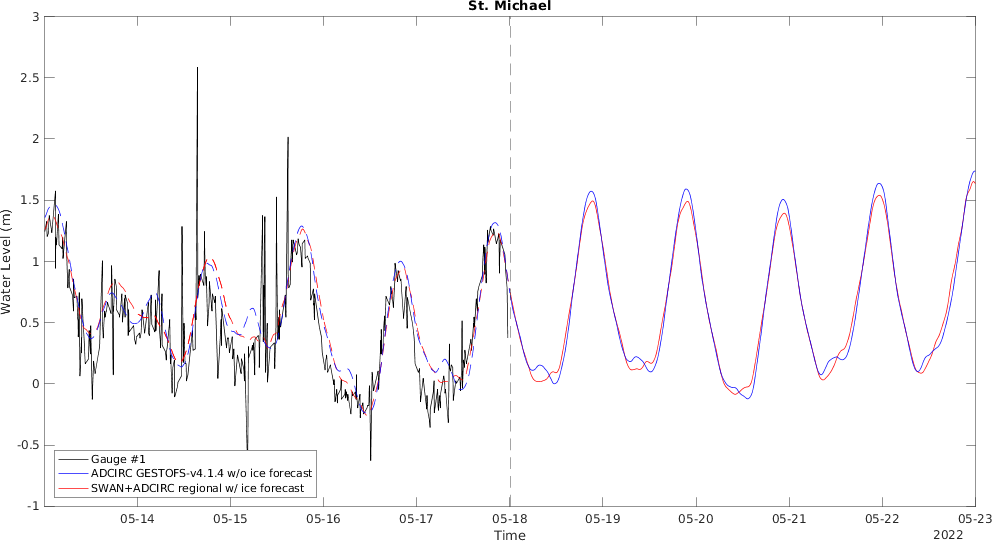 St. Michael
3
2.5
2
1.5
1
0.5
0
-0.5
-1
Water Level (m)
Gauge #1
ADCIRC GESTOFS-v4.1.4 w/o ice forecast
SWAN+ADCIRC regional w/ ice forecast
05-14 05-15 05-16 05-17 05-18 05-19 05-20 05-21 05-22 05-23
Time
2022